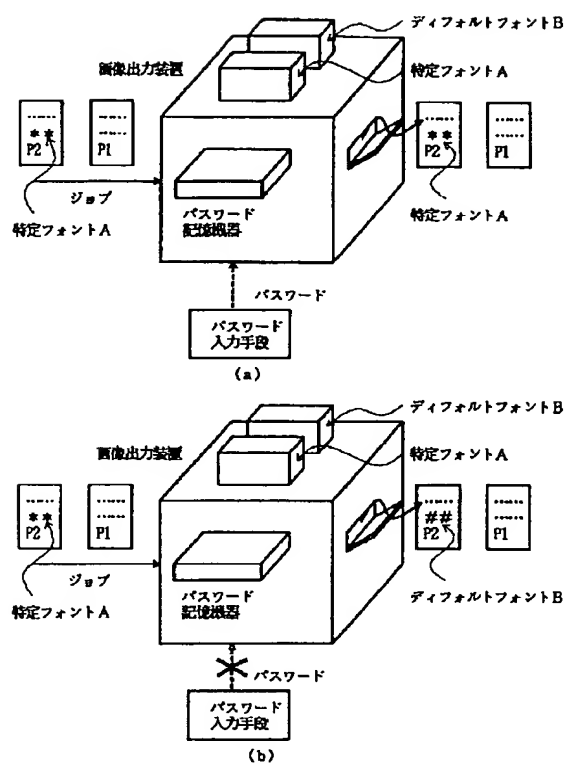 ディフォルトフォントB
画像出力装置
特定フォントA
......
**
P2
......
......
P1
......
**
P2
......
......
P1
ジョブ
特定フォントA
パスワード
記憶機器
特定フォントA
パスワード
パスワード
入力手段
(a)
ディフォルトフォントB
画像出力装置
特定フォントA
......
**
P2
......
......
P1
......
##
P2
......
......
P1
ジョブ
特定フォントA
パスワード
記憶機器
ディフォルトフォントB
パスワード
パスワード
入力手段
(b)